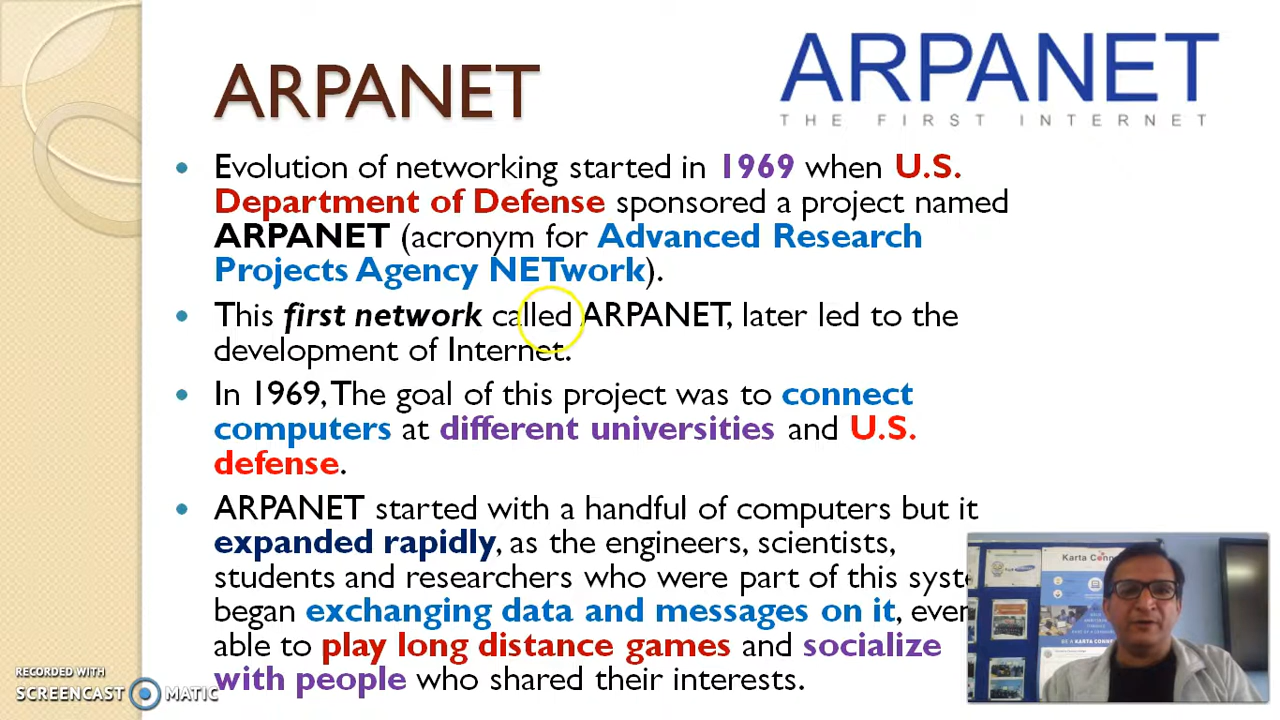 ARPANET
ARPANET
THE FIRST INTERNET
• Evolution of networking started in 1969 when U.S.
Department of Defense sponsored a project named
ARPANET (acronym for Advanced Research
Projects Agency NETwork).
• This first network called ARPANET, later led to the
development of Internet.
• In 1969, The goal of this project was to connect
computers at different universities and U.S.
defense.
• ARPANET started with a handful of computers but it
expanded rapidly, as the engineers, scientists,
students and researchers who were part of this syste
began exchanging data and messages on it, even
able to play long distance games and socialize
with people who shared their interests.
Karta Conne
RECORDED WITH
SCREENCAST MATIC